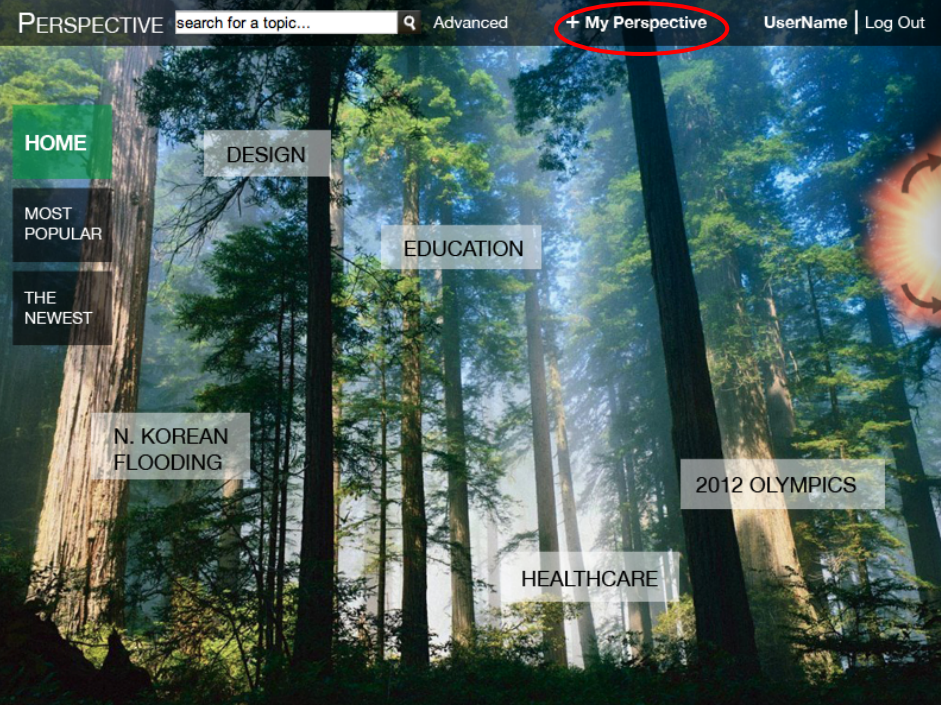 PERSPECTIVE search for a topic... Advanced + My Perspective UserName | Log Out
HOME
DESIGN
MOST
POPULAR
EDUCATION
THE
NEWEST
N. KOREAN
FLOODING
2012 OLYMPICS
HEALTHCARE